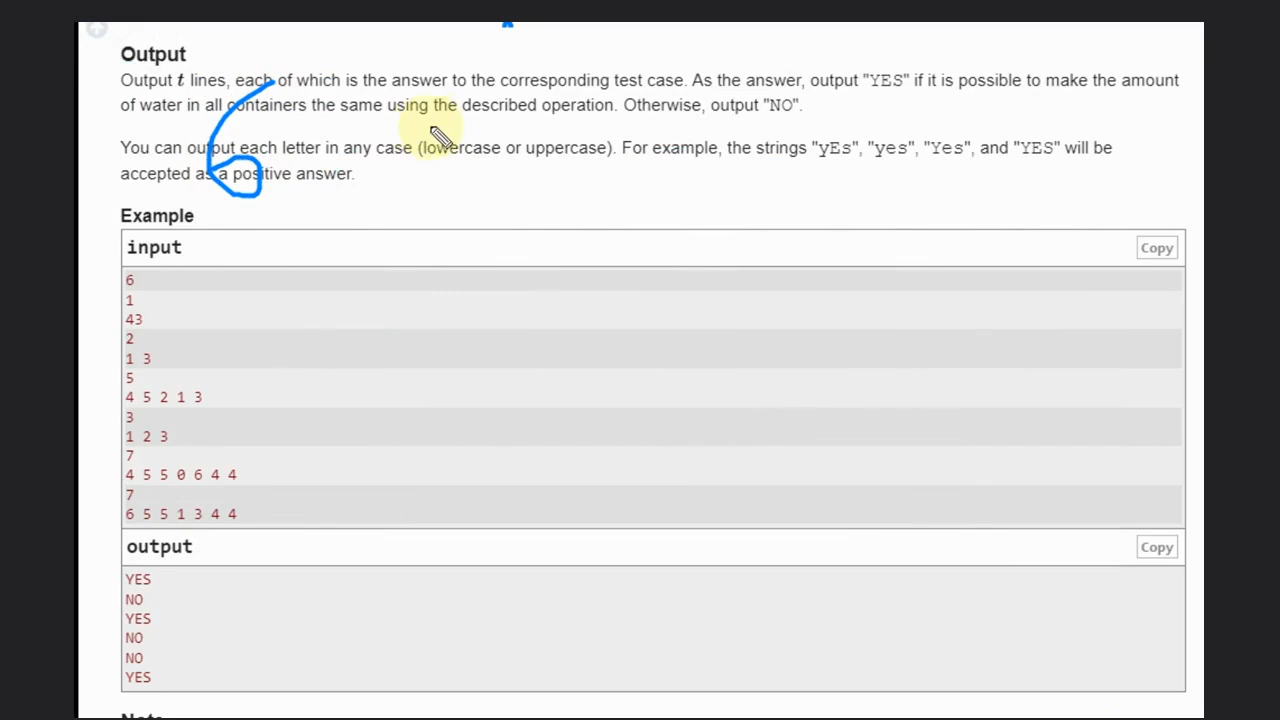 Output
Output t lines, each of which is the answer to the corresponding test case. As the answer, output "YES" if it is possible to make the amount
of water in all containers the same using the described operation. Otherwise, output "NO".
You can output each letter in any case (lowercase or uppercase). For example, the strings "yEs", "yes", "Yes", and "YES" will be
accepted as a positive answer.
Example
input
Copy
6
1
43
2
1 3
5
4 5 2 1 3
3
1 2 3
7
4 5 5 0 6 4 4
7
6 5 5 1 3 4 4
output
Copy
YES
NO
YES
NO
NO
YES